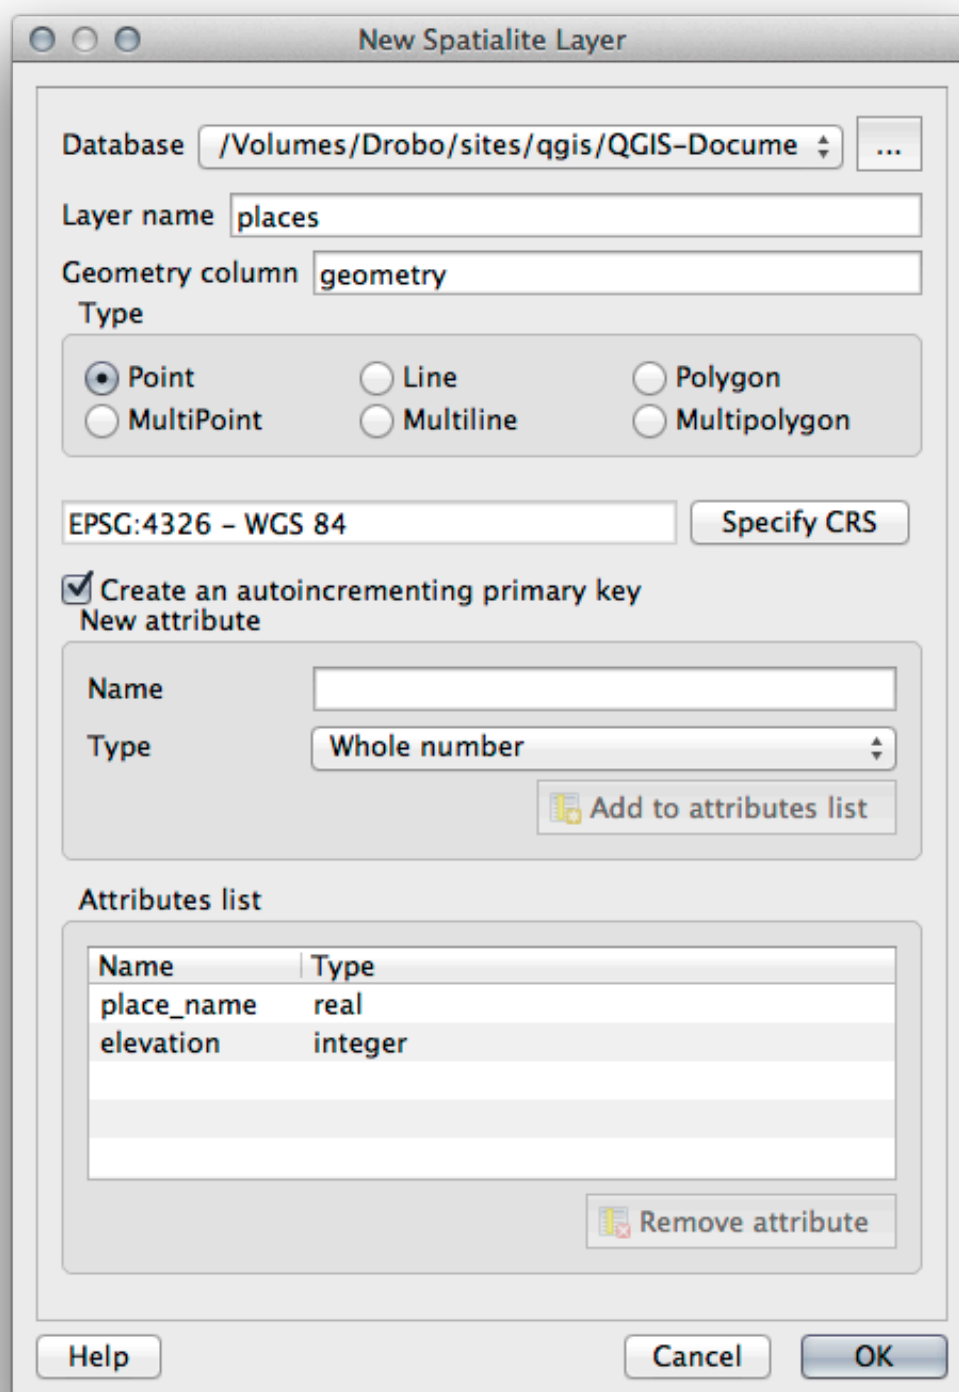 New Spatialite Layer
Database /Volumes/Drobo/sites/qgis/QGIS-Docume ...
Layer name places
Geometry column geometry
Type
Point Line Polygon
MultiPoint Multiline Multipolygon
EPSG:4326 – WGS 84 Specify CRS
Create an autoincrementing primary key
New attribute
Name
Type Whole number
Add to attributes list
Attributes list
Name Type
place_name real
elevation integer
Remove attribute
Help Cancel OK